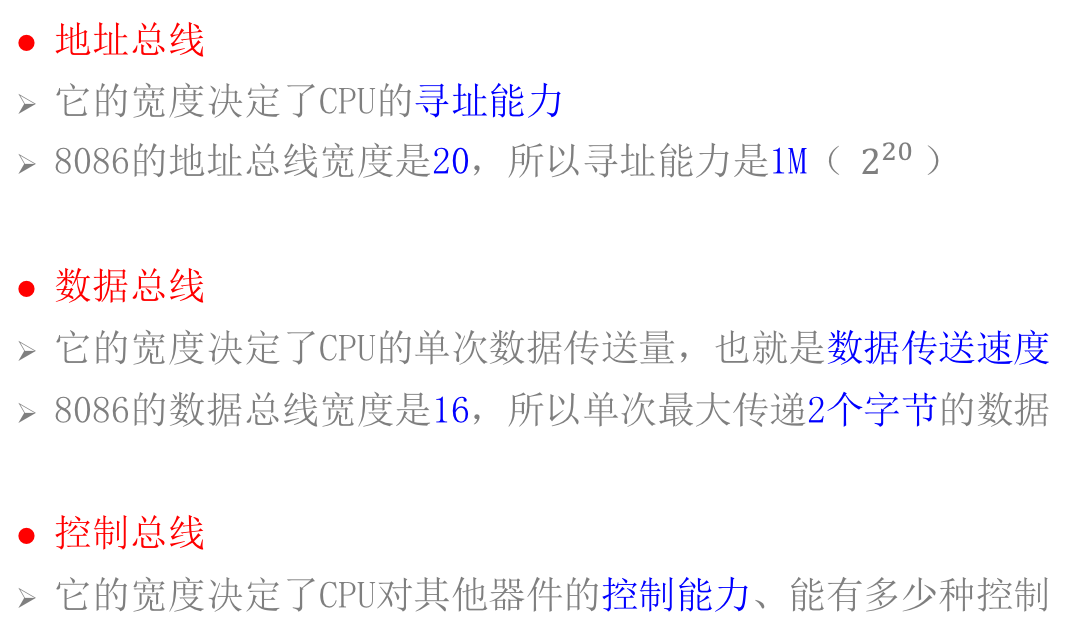 ● 地址总线
➢ 它的宽度决定了CPU的寻址能力
➢ 8086的地址总线宽度是20，所以寻址能力是1M（ 2²⁰ ）
● 数据总线
➢ 它的宽度决定了CPU的单次数据传送量，也就是数据传送速度
➢ 8086的数据总线宽度是16，所以单次最大传递2个字节的数据
● 控制总线
➢ 它的宽度决定了CPU对其他器件的控制能力、能有多少种控制